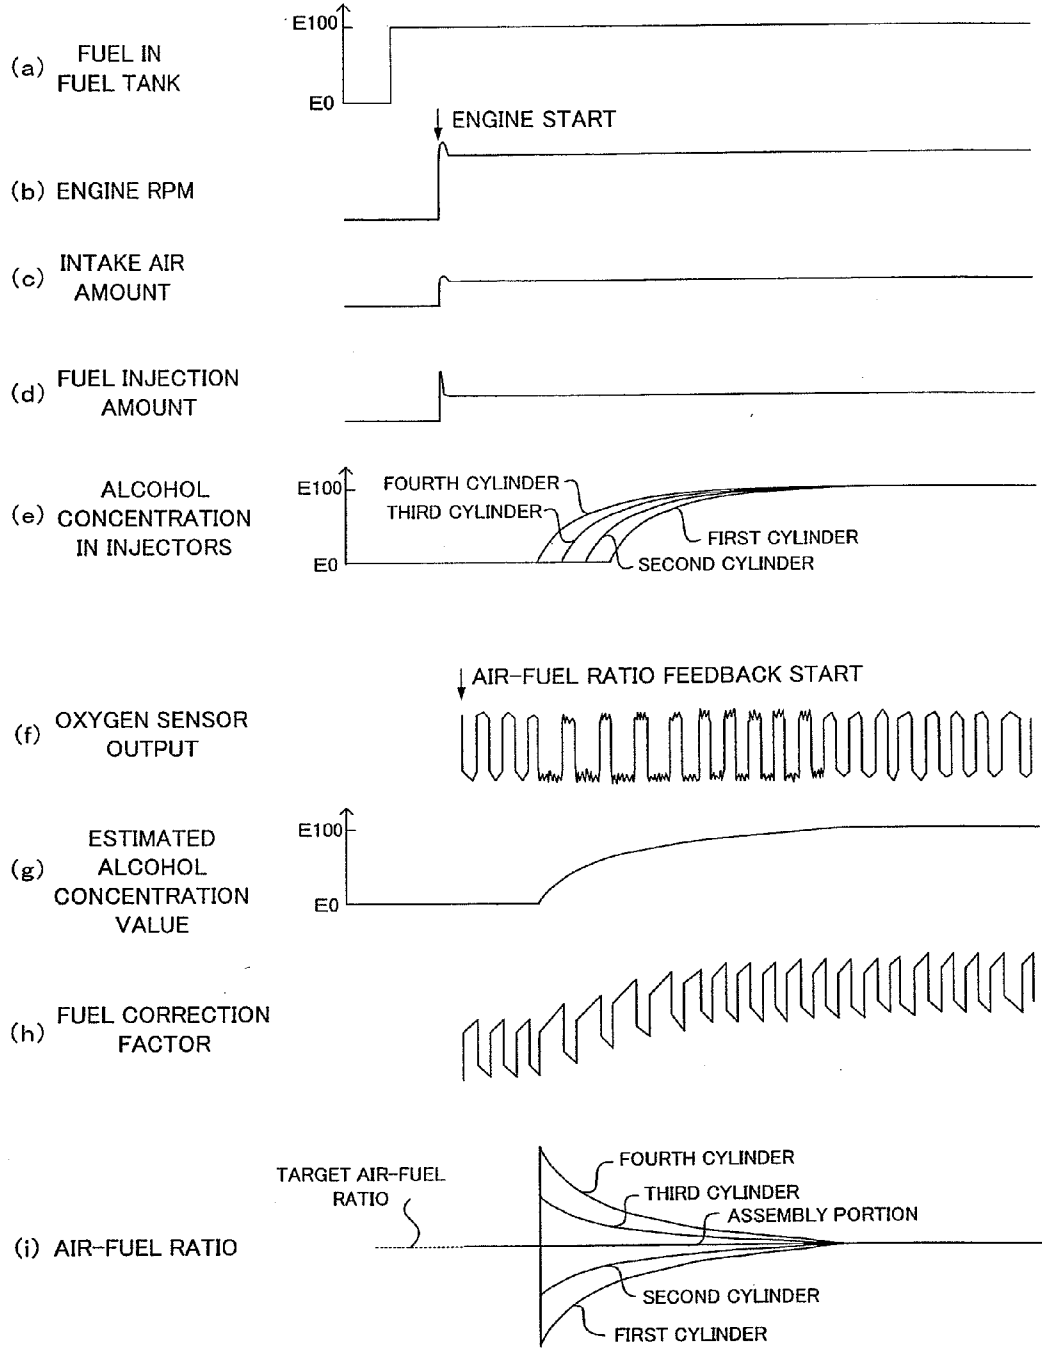 (a) FUEL IN
FUEL TANK
E100
E0
ENGINE START
(b) ENGINE RPM
(c) INTAKE AIR
AMOUNT
(d) FUEL INJECTION
AMOUNT
(e) ALCOHOL
CONCENTRATION
IN INJECTORS
E100
E0
FOURTH CYLINDER
THIRD CYLINDER
FIRST CYLINDER
SECOND CYLINDER
AIR-FUEL RATIO FEEDBACK START
(f) OXYGEN SENSOR
OUTPUT
(g) ESTIMATED
ALCOHOL
CONCENTRATION
VALUE
E100
E0
(h) FUEL CORRECTION
FACTOR
(i) AIR-FUEL RATIO
TARGET AIR-FUEL
RATIO
FOURTH CYLINDER
THIRD CYLINDER
ASSEMBLY PORTION
SECOND CYLINDER
FIRST CYLINDER